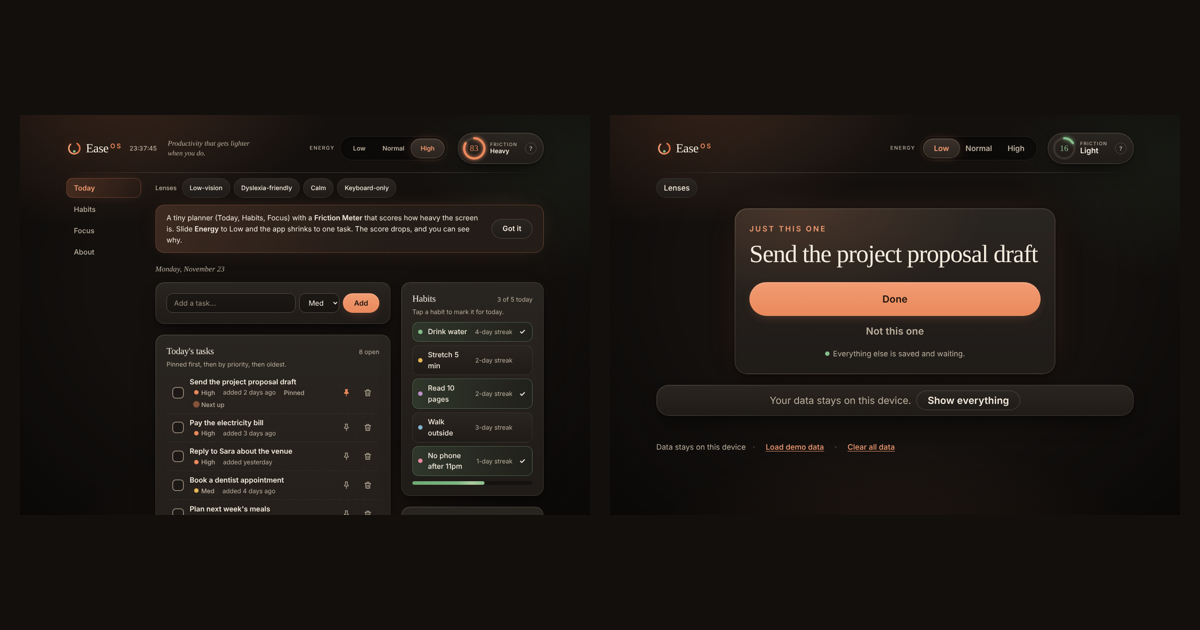 Ease OS
23:37:45
Productivity that gets lighter
when you do.
ENERGY
Low
Normal
High
83
FRICTION
Heavy
?
Today
Habits
Focus
About
Lenses
Low-vision
Dyslexia-friendly
Calm
Keyboard-only
A tiny planner (Today, Habits, Focus) with a Friction Meter that scores how heavy the screen
is. Slide Energy to Low and the app shrinks to one task. The score drops, and you can see
why.
Got it
Monday, November 23
Add a task...
Med
Add
Today's tasks
8 open
Pinned first, then by priority, then oldest.
Send the project proposal draft
High added 2 days ago Pinned
Next up
Pay the electricity bill
High added 3 days ago
Reply to Sara about the venue
High added yesterday
Book a dentist appointment
Med added 4 days ago
Plan next week's meals
Habits
3 of 5 today
Tap a habit to mark it for today.
Drink water
4-day streak
Stretch 5
min
2-day streak
Read 10
pages
2-day streak
Walk
outside
3-day streak
No phone
after 11pm
1-day streak
Ease OS
ENERGY
Low
Normal
High
16
FRICTION
Light
?
Lenses
JUST THIS ONE
Send the project proposal draft
Done
Not this one
Everything else is saved and waiting.
Your data stays on this device.
Show everything
Data stays on this device · Load demo data · Clear all data